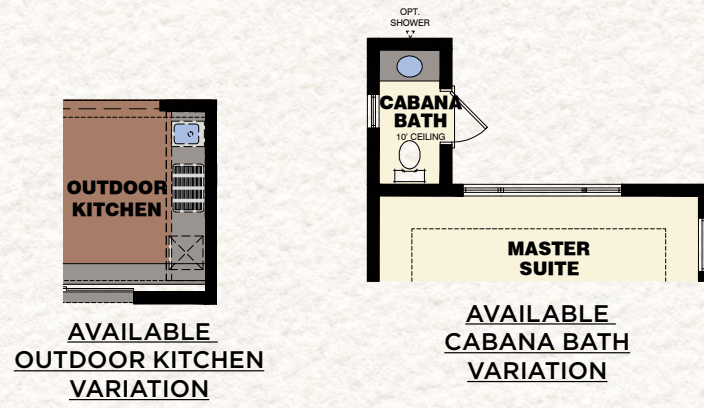 OUTDOOR
KITCHEN
AVAILABLE
OUTDOOR KITCHEN
VARIATION
OPT.
SHOWER
CABANA
BATH
10' CEILING
MASTER
SUITE
AVAILABLE
CABANA BATH
VARIATION